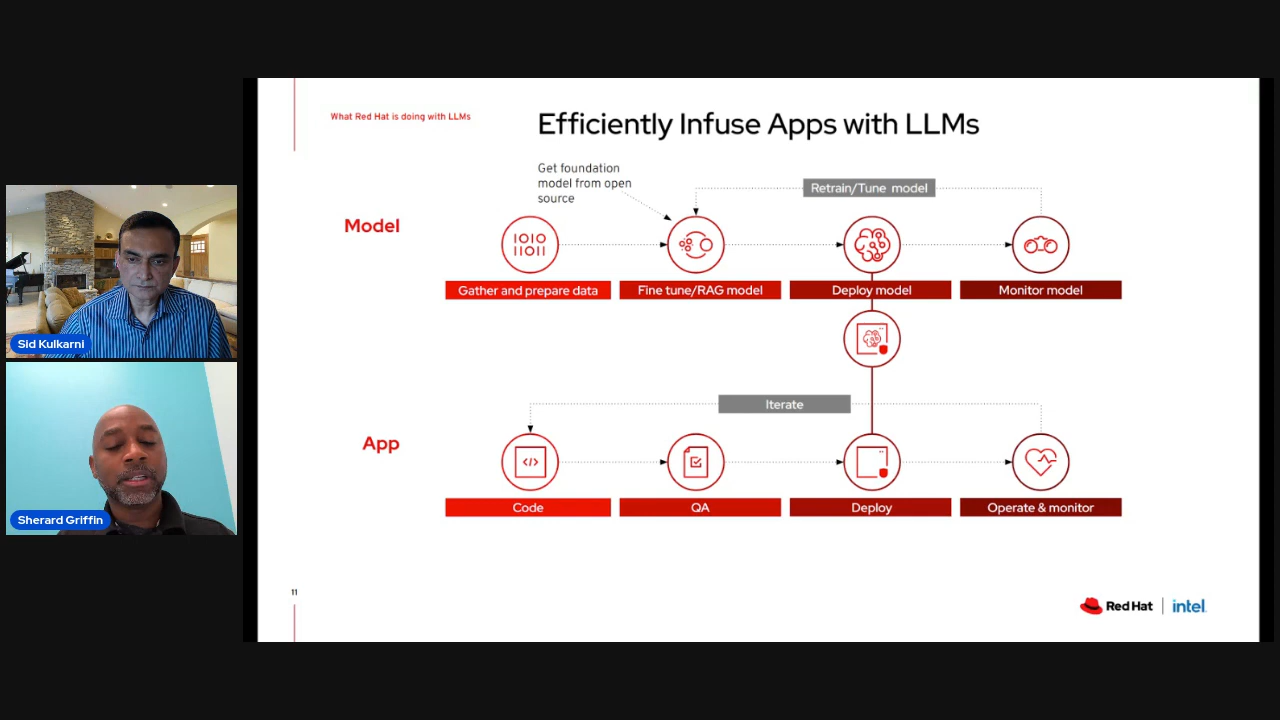 What Red Hat is doing with LLMs
Efficiently Infuse Apps with LLMs
Get foundation
model from open
source
Retrain/Tune model
Model
1010
11011
Gather and prepare data
Fine tune/RAG model
Deploy model
Monitor model
Sid Kulkarni
Iterate
App
</>
Code
QA
Deploy
Operate & monitor
Sherard Griffin
11
Red Hat
intel.